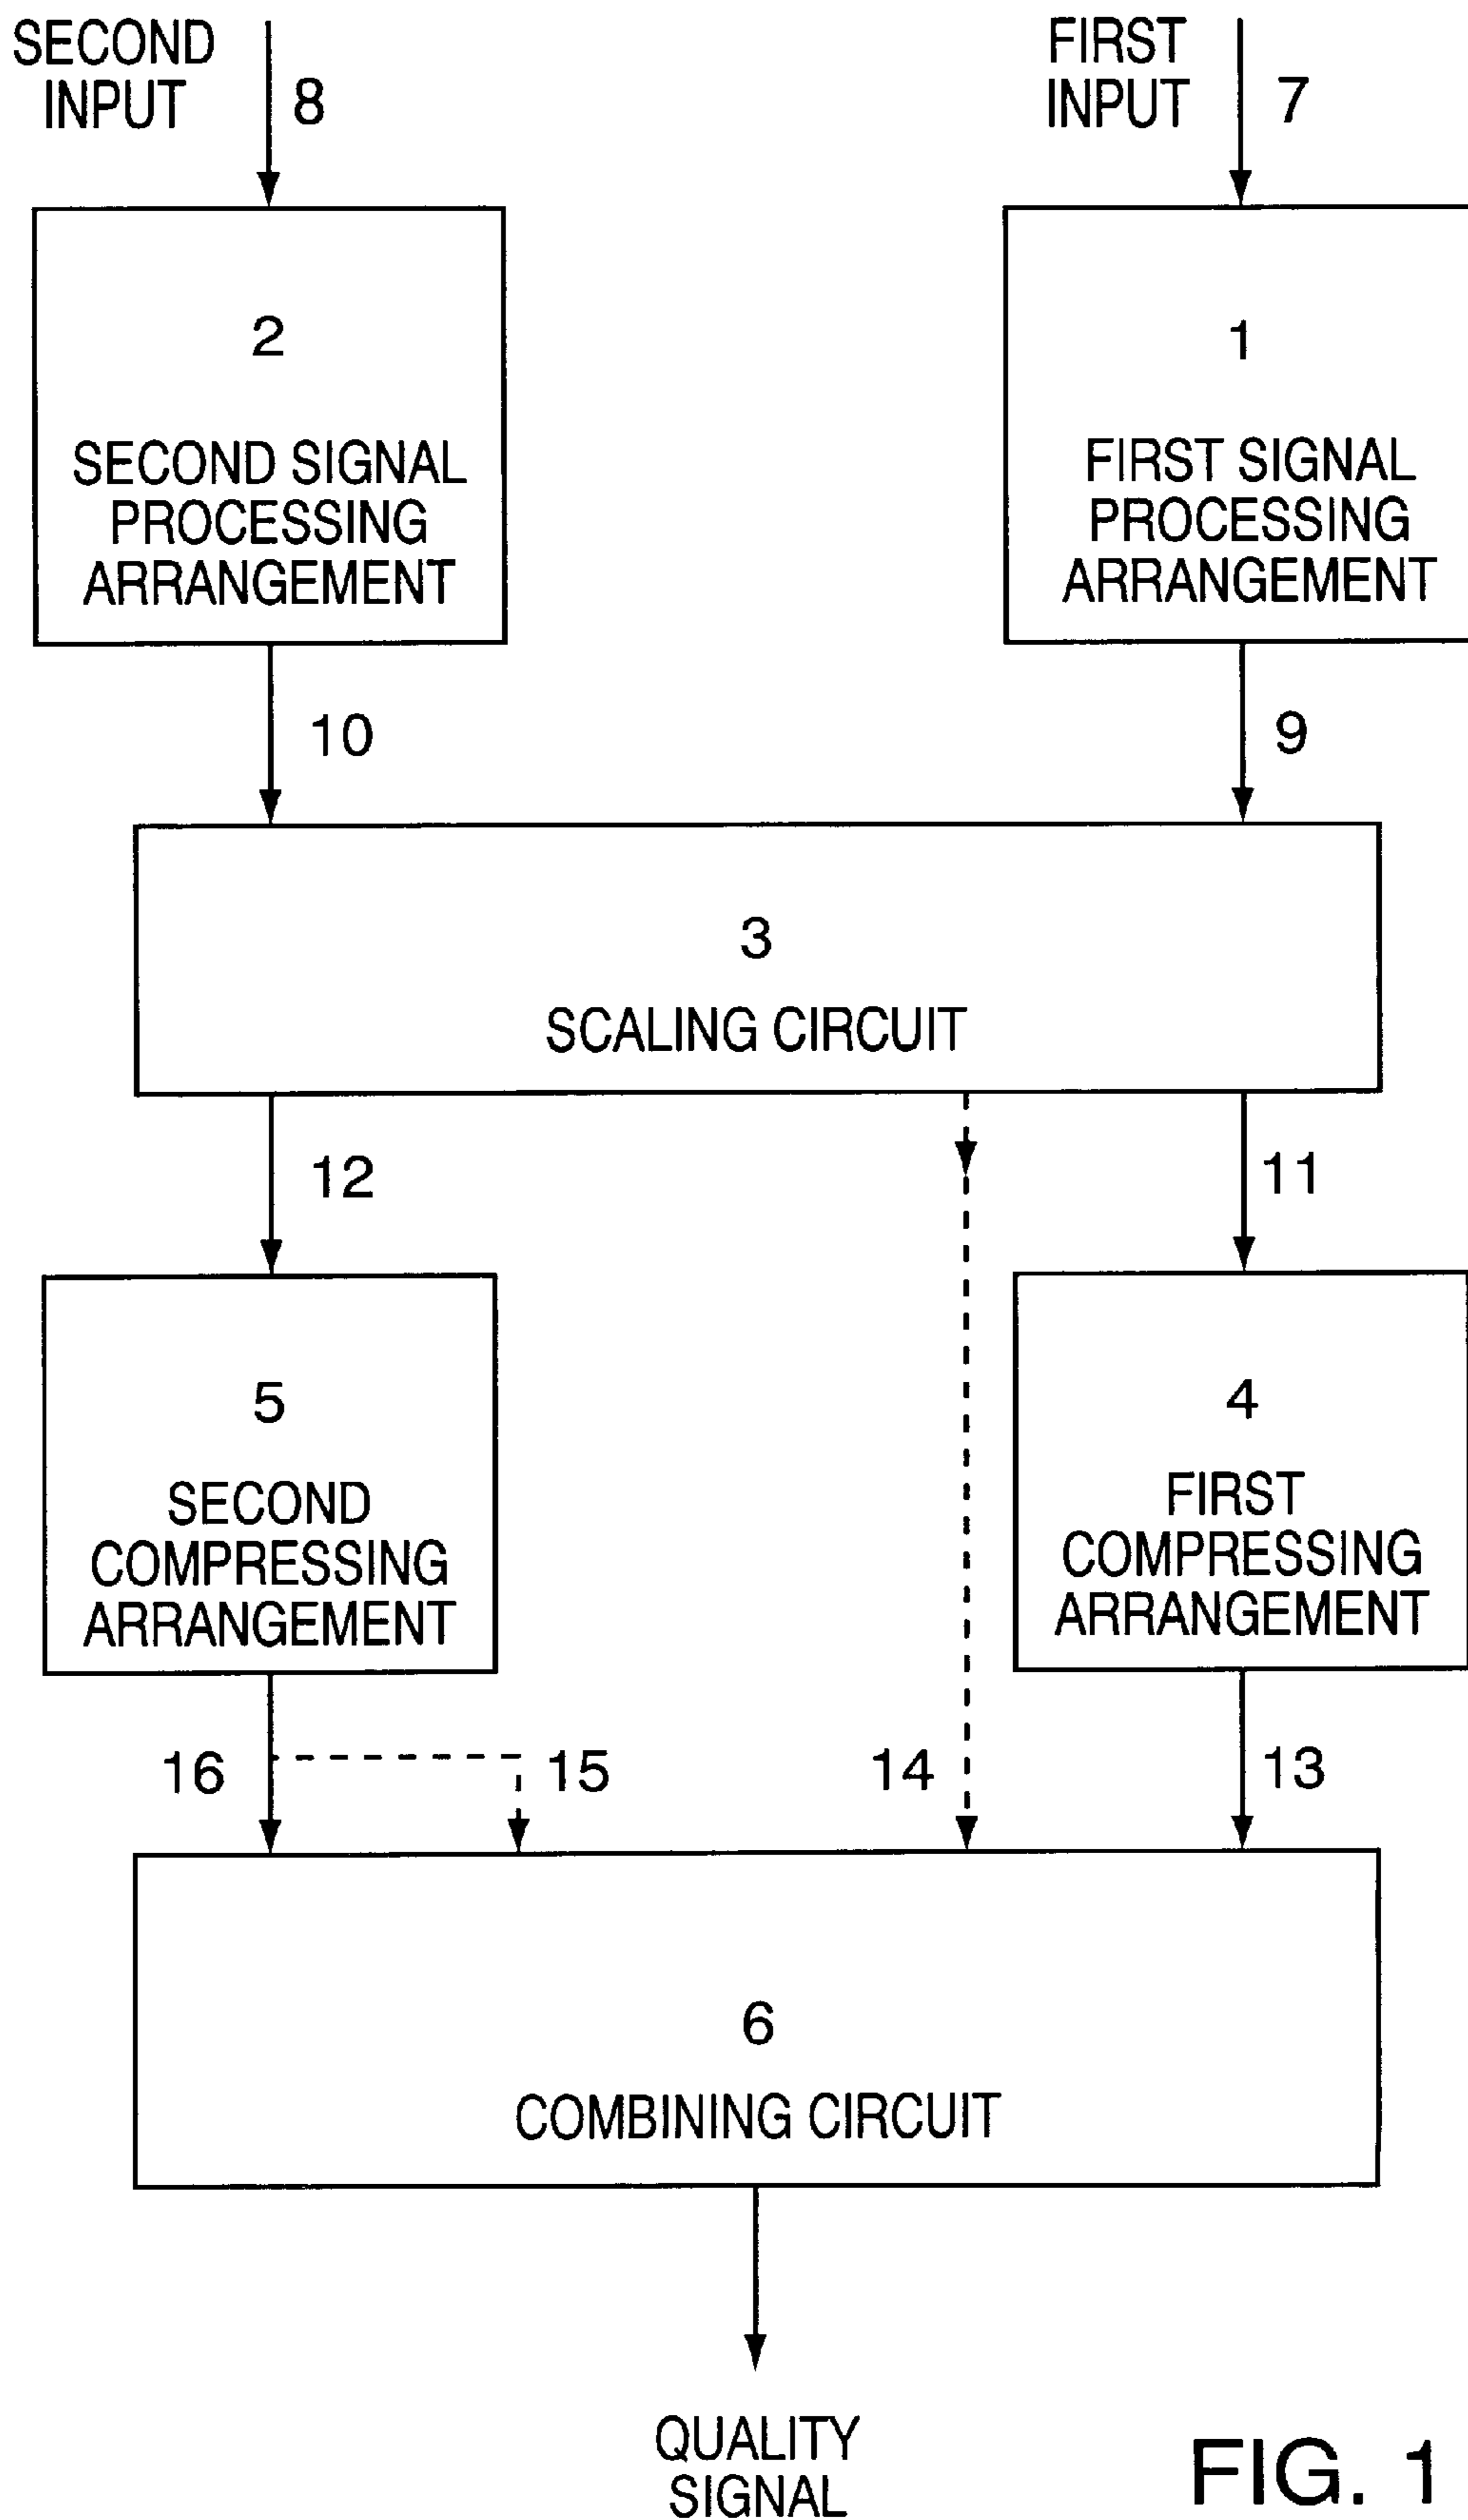 SECOND
INPUT
8
FIRST
INPUT
7
2
SECOND SIGNAL
PROCESSING
ARRANGEMENT
1
FIRST SIGNAL
PROCESSING
ARRANGEMENT
10
9
3
SCALING CIRCUIT
12
11
5
SECOND
COMPRESSING
ARRANGEMENT
4
FIRST
COMPRESSING
ARRANGEMENT
16
15
14
13
6
COMBINING CIRCUIT
QUALITY
SIGNAL
FIG. 1